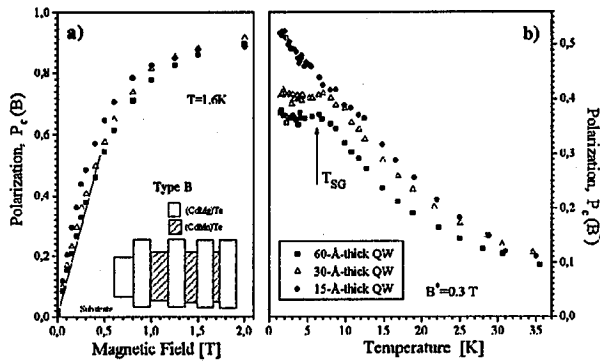 a)
Polarization, P_c(B)
1,0
0,8
0,6
0,4
0,2
0,0
T=1.6K
Type B
(CdMg)Te
(CdMn)Te
Substrate
0,0 0,5 1,0 1,5 2,0
Magnetic Field [T]
b)
T_SG
60-Å-thick QW
30-Å-thick QW
15-Å-thick QW
B*=0.3 T
0 5 10 15 20 25 30 35
Temperature [K]
0,5
0,4
0,3
0,2
0,1
0,0
Polarization, P_c(B)